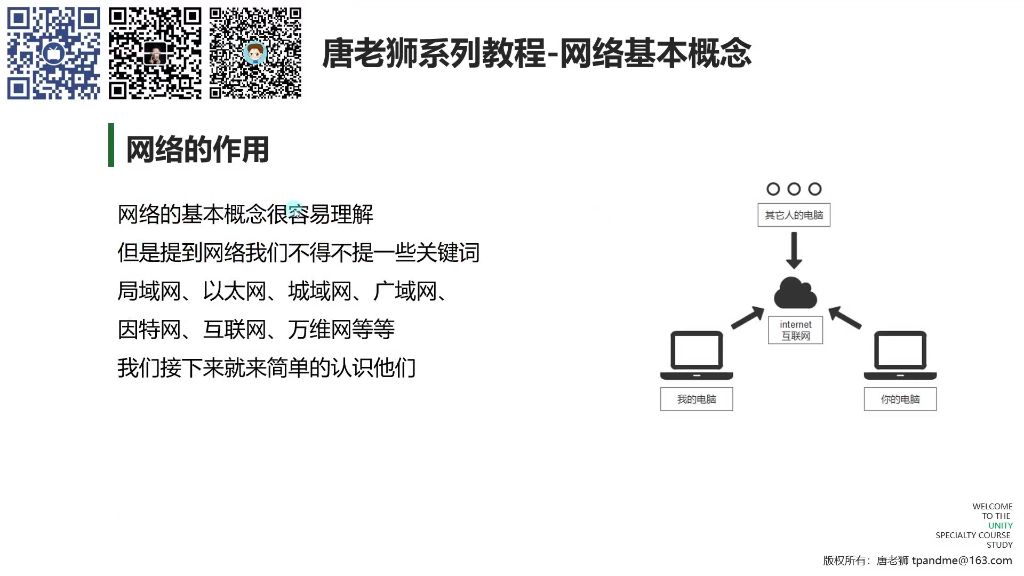 唐老狮系列教程-网络基本概念
网络的作用
网络的基本概念很容易理解
但是提到网络我们不得不提一些关键词
局域网、以太网、城域网、广域网、
因特网、互联网、万维网等等
我们接下来就来简单的认识他们
其它人的电脑
internet
互联网
我的电脑
你的电脑
WELCOME
TO THE
UNITY
SPECIALTY COURSE
STUDY
版权所有：唐老狮 tpandme@163.com